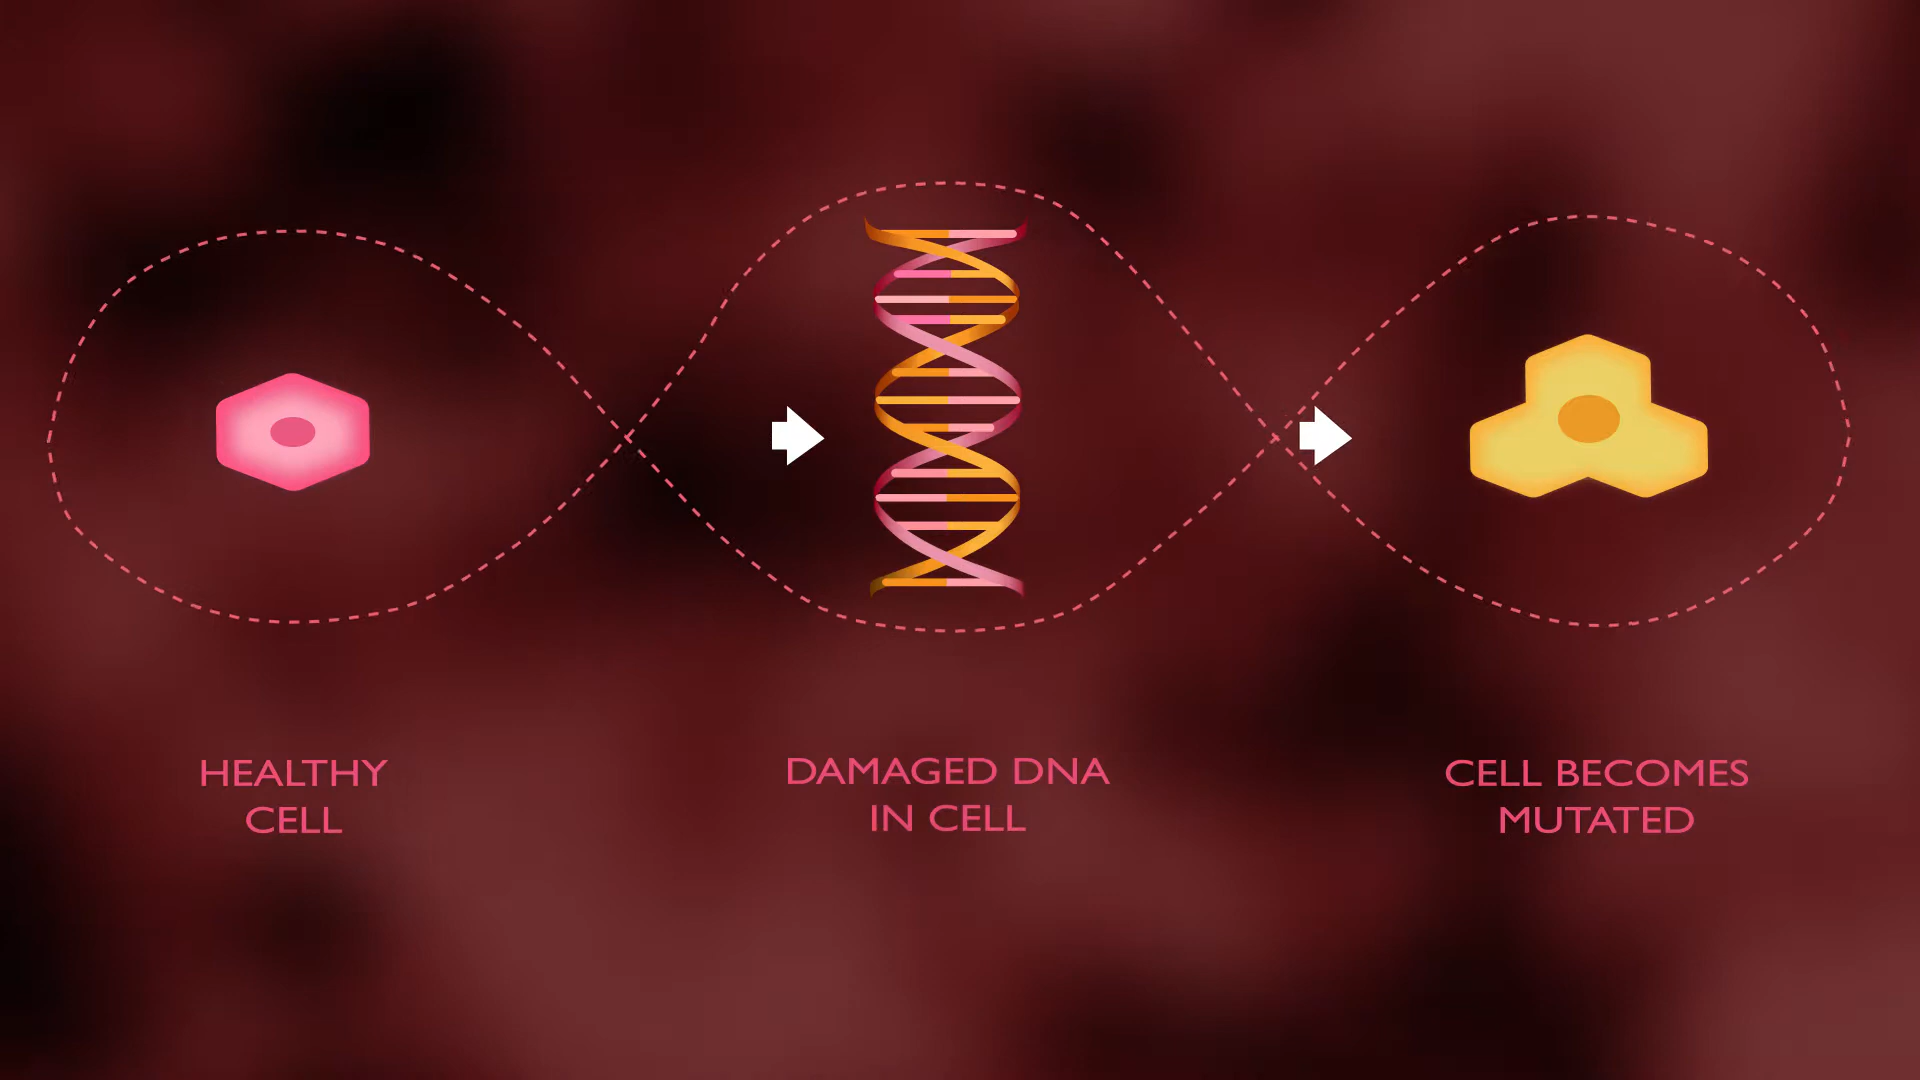 HEALTHY
CELL
DAMAGED DNA
IN CELL
CELL BECOMES
MUTATED